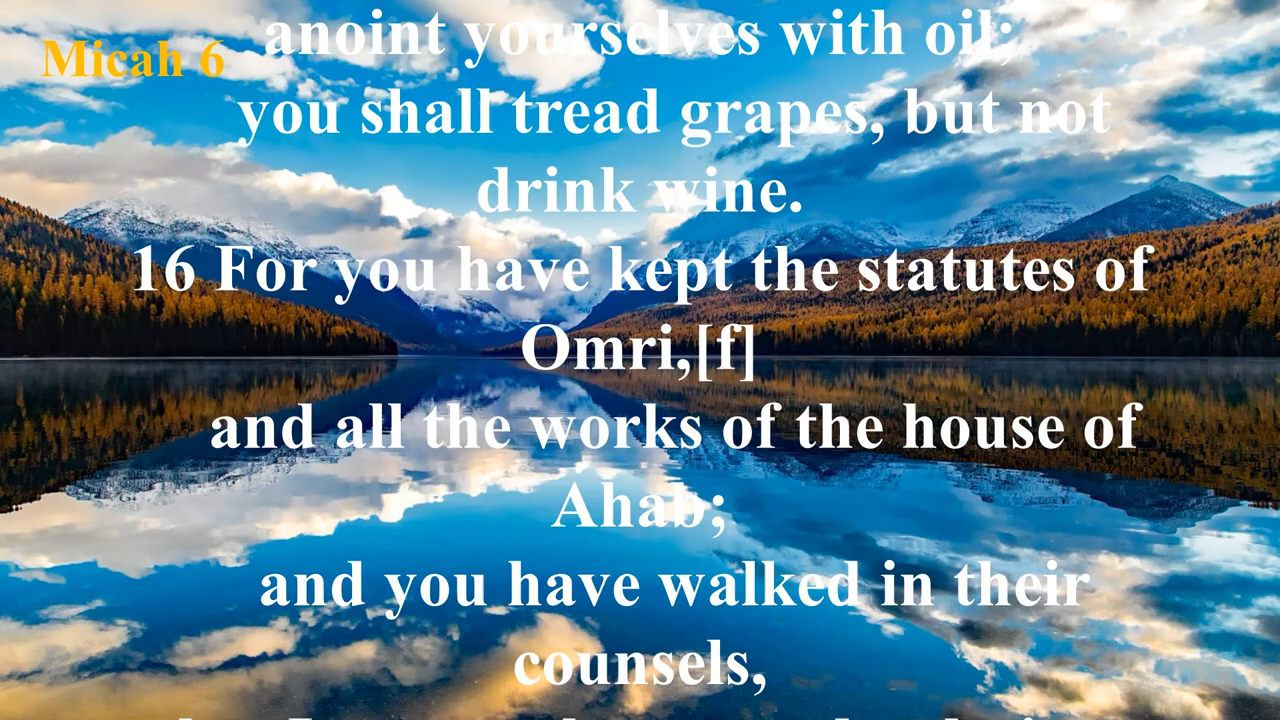 Micah 6
anoint yourselves with oil;
you shall tread grapes, but not
drink wine.
16 For you have kept the statutes of
Omri,[f]
and all the works of the house of
Ahab;
and you have walked in their
counsels,